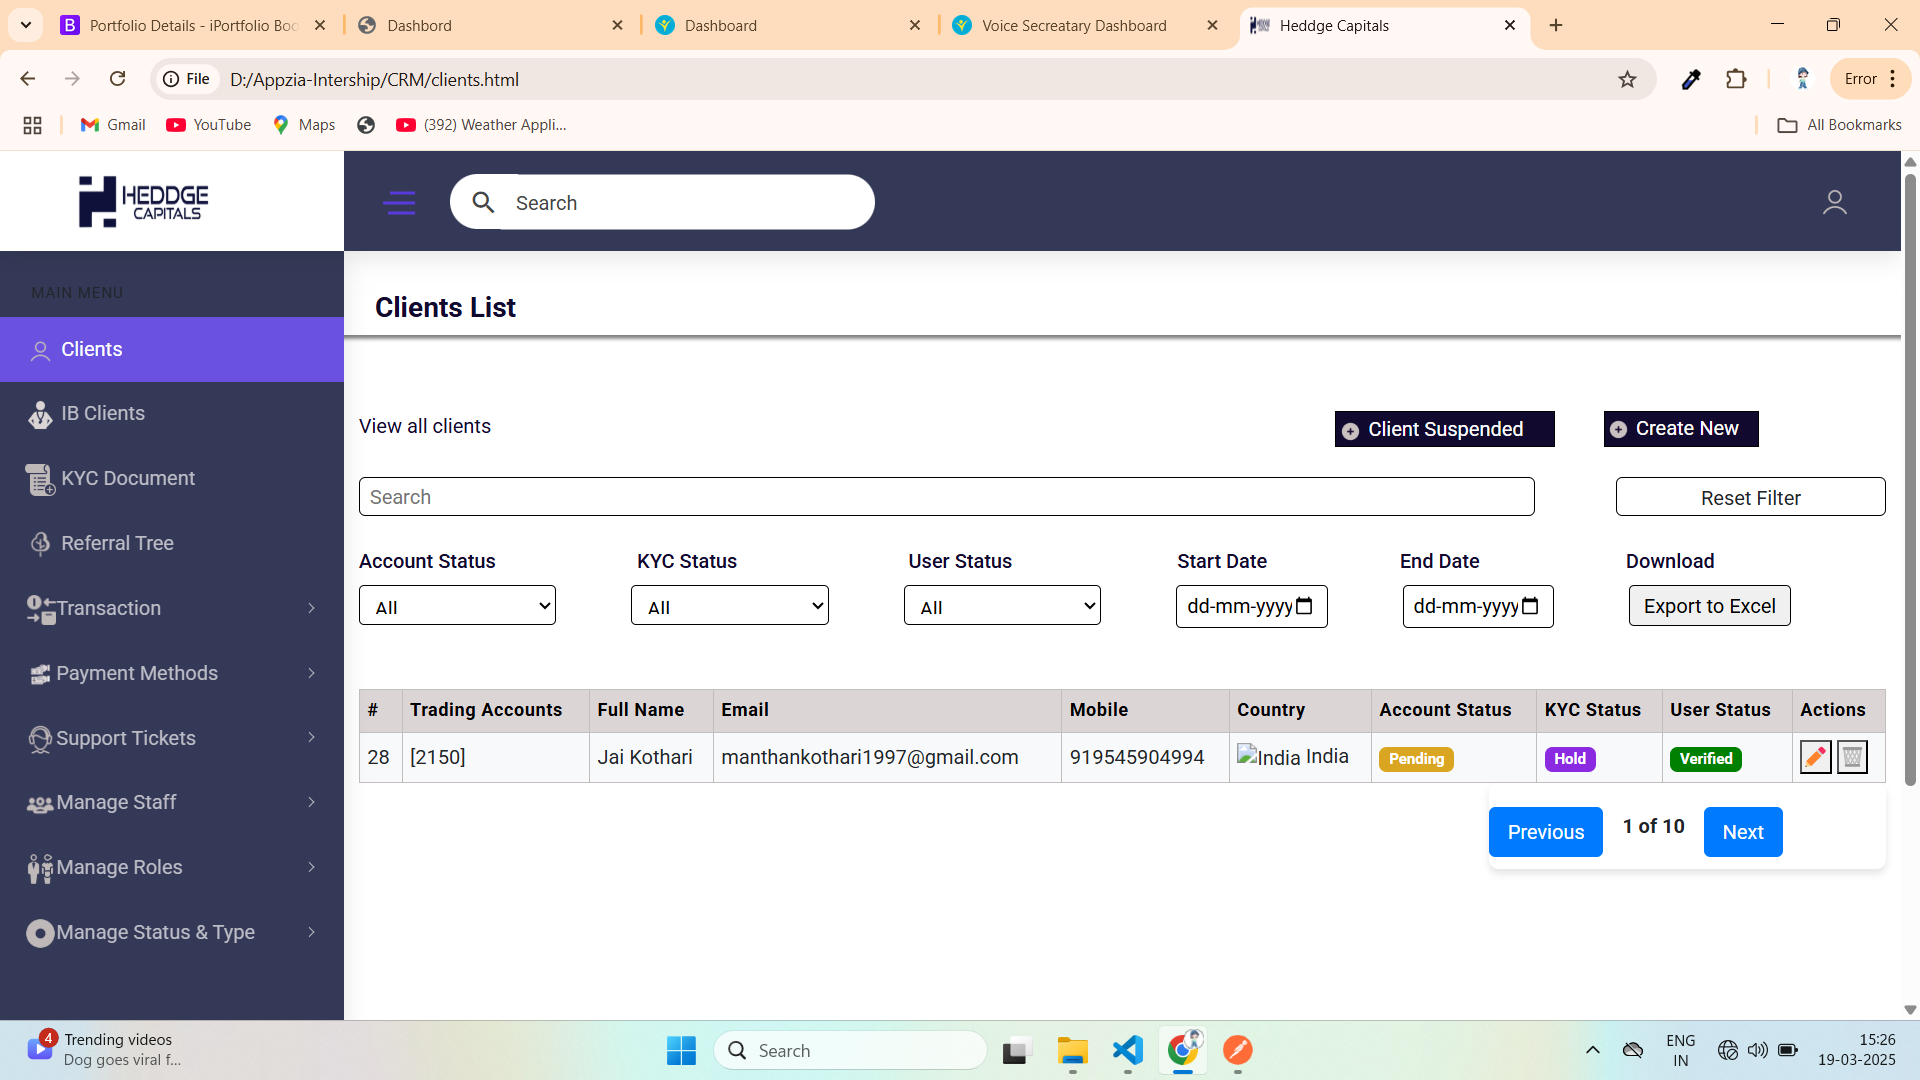 Portfolio Details - iPortfolio Boo
Dashbord
Dashboard
Voice Secreatary Dashboard
Heddge Capitals
File
D:/Appzia-Intership/CRM/clients.html
Error
Gmail
YouTube
Maps
(392) Weather Appli...
All Bookmarks
HEDDGE
CAPITALS
Search
MAIN MENU
Clients
IB Clients
KYC Document
Referral Tree
Transaction
Payment Methods
Support Tickets
Manage Staff
Manage Roles
Manage Status & Type
Clients List
View all clients
Client Suspended
Create New
Search
Reset Filter
Account Status KYC Status User Status Start Date End Date Download
All All All dd-mm-yyyy dd-mm-yyyy Export to Excel
# Trading Accounts Full Name Email Mobile Country Account Status KYC Status User Status Actions
28 [2150] Jai Kothari manthankothari1997@gmail.com 919545904994 India India Pending Hold Verified
Previous 1 of 10 Next
4
Trending videos
Dog goes viral f...
Search
ENG
IN
15:26
19-03-2025